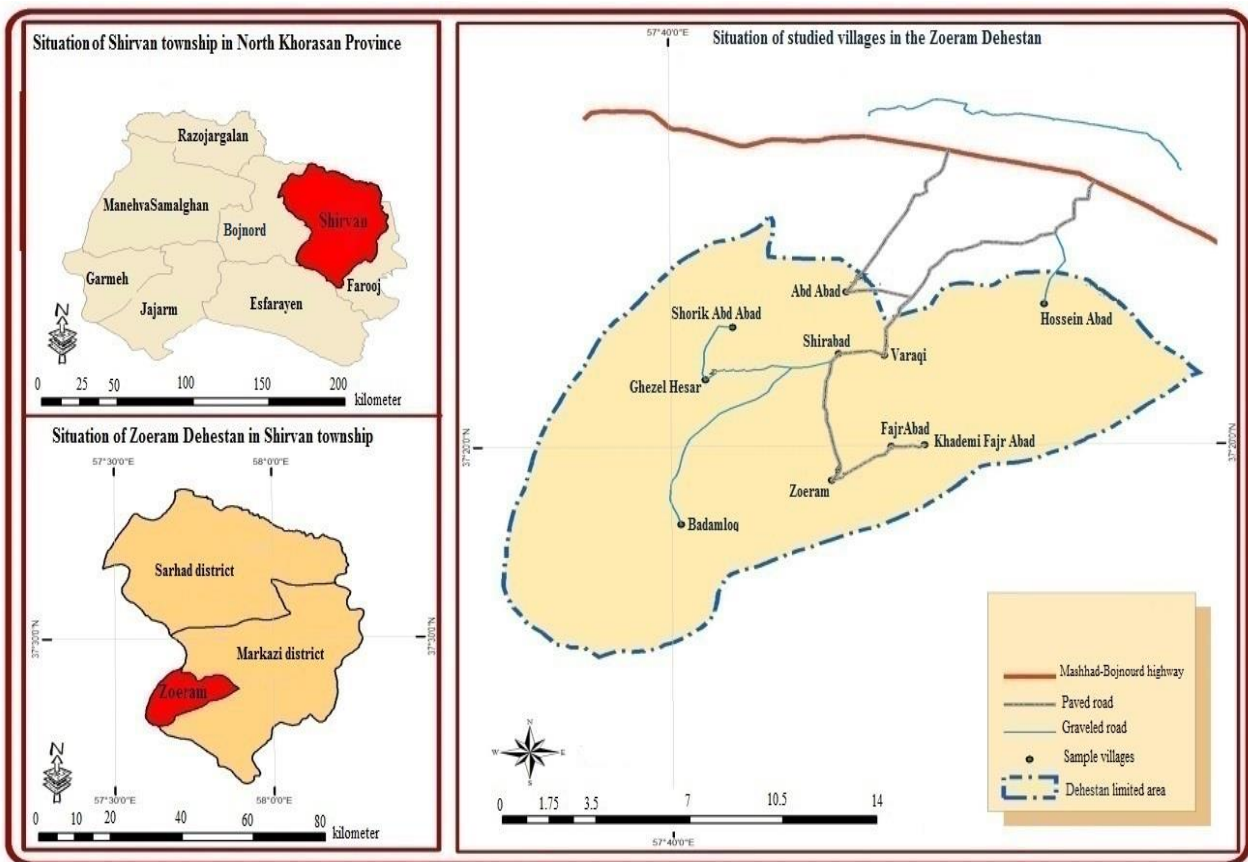 Situation of Shirvan township in North Khorasan Province
Razojargalan
ManehvaSamalghan
Shirvan
Bojnord
Garmeh
Farooj
Jajarm
Esfarayen
N
0 25 50 100 150 200
kilometer
Situation of Zoeram Dehestan in Shirvan township
57°30'0"E 58°0'0"E
Sarhad district
37°30'0"N 37°30'0"N
Markazi district
Zoeram
N
57°30'0"E 58°0'0"E
0 10 20 40 60 80
kilometer
Situation of studied villages in the Zoeram Dehestan
57°40'0"E
Abd Abad
Hossein Abad
Shorik Abd Abad
Shirabad
Varaqi
Ghezel Hesar
37°20'0"N 37°20'0"N
FajrAbad
Khademi Fajr Abad
Zoeram
Badamloq
Mashhad-Bojnourd highway
Paved road
Graveled road
Sample villages
Dehestan limited area
N
W E
S
0 1.75 3.5 7 10.5 14
57°40'0"E